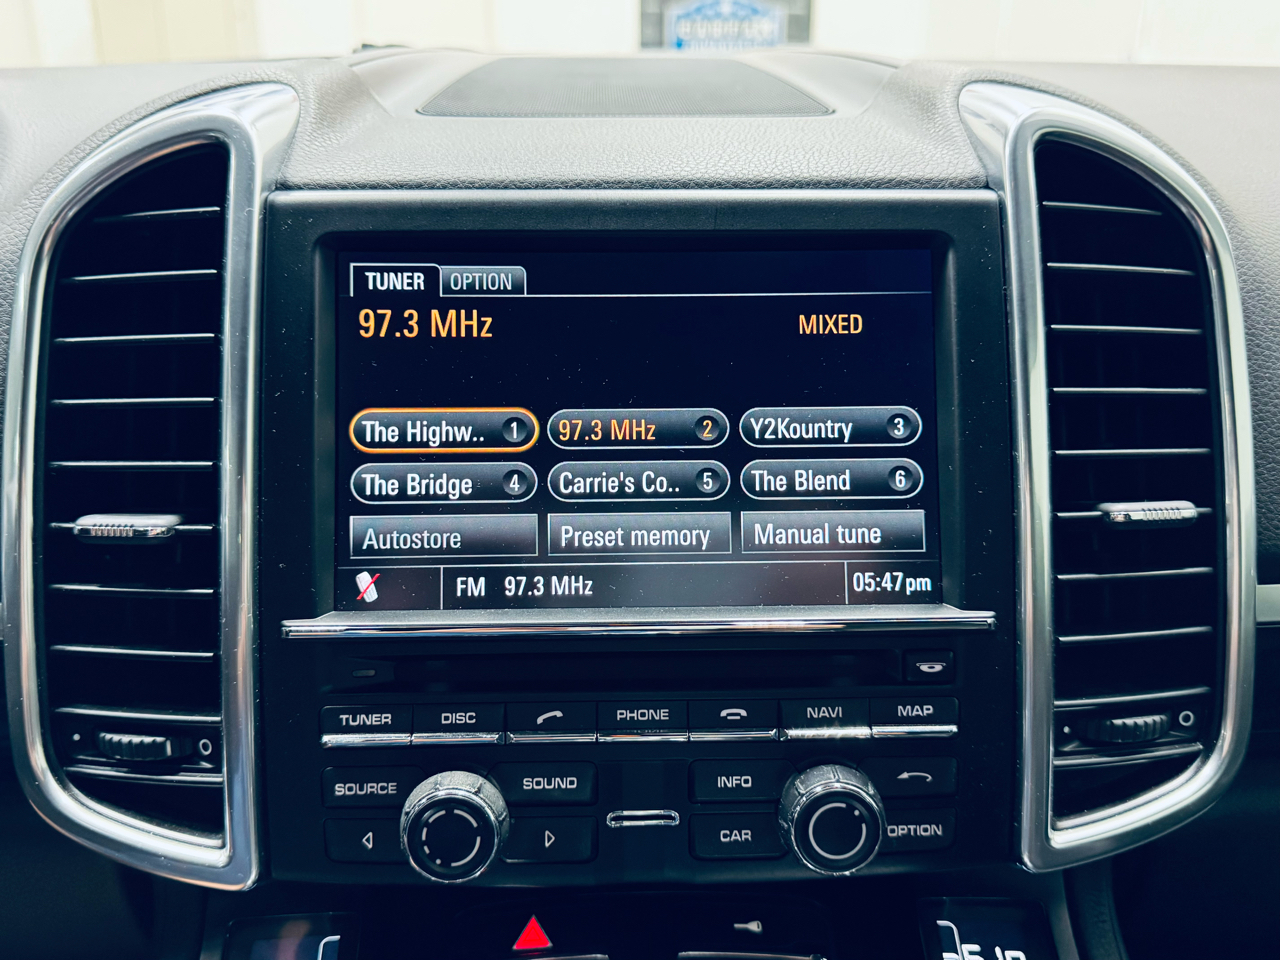 TUNER OPTION
97.3 MHz MIXED
The Highw.. 1 97.3 MHz 2 Y2Kountry 3
The Bridge 4 Carrie's Co.. 5 The Blend 6
Autostore Preset memory Manual tune
FM 97.3 MHz 05:47pm
TUNER DISC PHONE NAVI MAP
SOURCE SOUND INFO
CAR OPTION